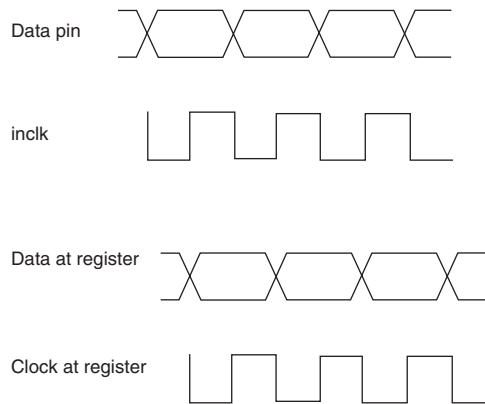 Data pin
inclk
Data at register
Clock at register